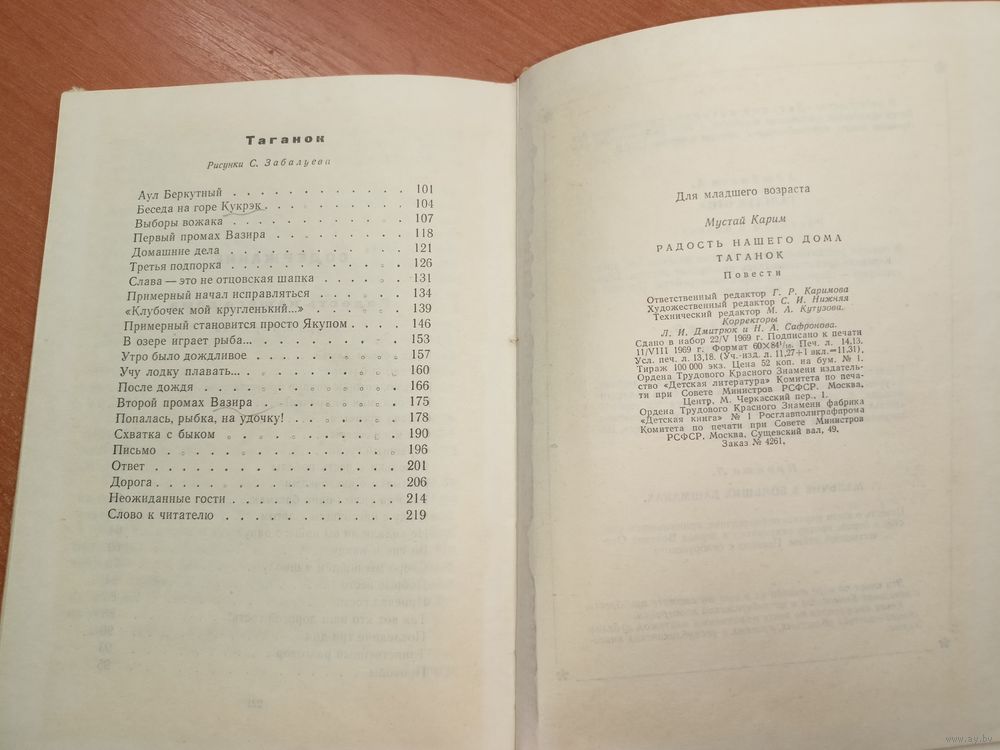 Таганок
Рисунки С. Забалуева
Аул Беркутный . . . . . . . . . . . . 101
Беседа на горе Кукрэк . . . . . . . . . . 104
Выборы вожака . . . . . . . . . . . . 107
Первый промах Вазира . . . . . . . . . . 118
Домашние дела . . . . . . . . . . . . 121
Третья подпорка . . . . . . . . . . . . 126
Слава — это не отцовская шапка . . . . . . 131
Примерный начал исправляться . . . . . . 134
«Клубочек мой кругленький...» . . . . . . 139
Примерный становится просто Якупом . . . . 146
В озере играет рыба... . . . . . . . . . . 153
Утро было дождливое . . . . . . . . . . 157
Учу лодку плавать... . . . . . . . . . . 160
После дождя . . . . . . . . . . . . 166
Второй промах Вазира . . . . . . . . . . 175
Попалась, рыбка, на удочку! . . . . . . . 178
Схватка с быком . . . . . . . . . . . . 190
Письмо . . . . . . . . . . . . . . 196
Ответ . . . . . . . . . . . . . . 201
Дорога . . . . . . . . . . . . . . 206
Неожиданные гости . . . . . . . . . . . 214
Слово к читателю . . . . . . . . . . . 219
Для младшего возраста
Мустай Карим
РАДОСТЬ НАШЕГО ДОМА
ТАГАНОК
Повести
Ответственный редактор Г. Р. Каримова
Художественный редактор С. И. Нижняя
Технический редактор М. А. Кутузова.
Корректоры
Л. И. Дмитрюк и Н. А. Сафронова.
Сдано в набор 22/V 1969 г. Подписано к печати
11/VIII 1969 г. Формат 60×84¹/₁₆. Печ. л. 14,13.
Усл. печ. л. 13,18. (Уч.-изд. л. 11,27+1 вкл.=11,31).
Тираж 100 000 экз. Цена 52 коп. на бум. № 1.
Ордена Трудового Красного Знамени издатель-
ство «Детская литература» Комитета по печа-
ти при Совете Министров РСФСР. Москва,
Центр, М. Черкасский пер., 1.
Ордена Трудового Красного Знамени фабрика
«Детская книга» № 1 Росглавполиграфпрома
Комитета по печати при Совете Министров
РСФСР. Москва, Сущевский вал, 49.
Заказ № 4261.
www.ay.by